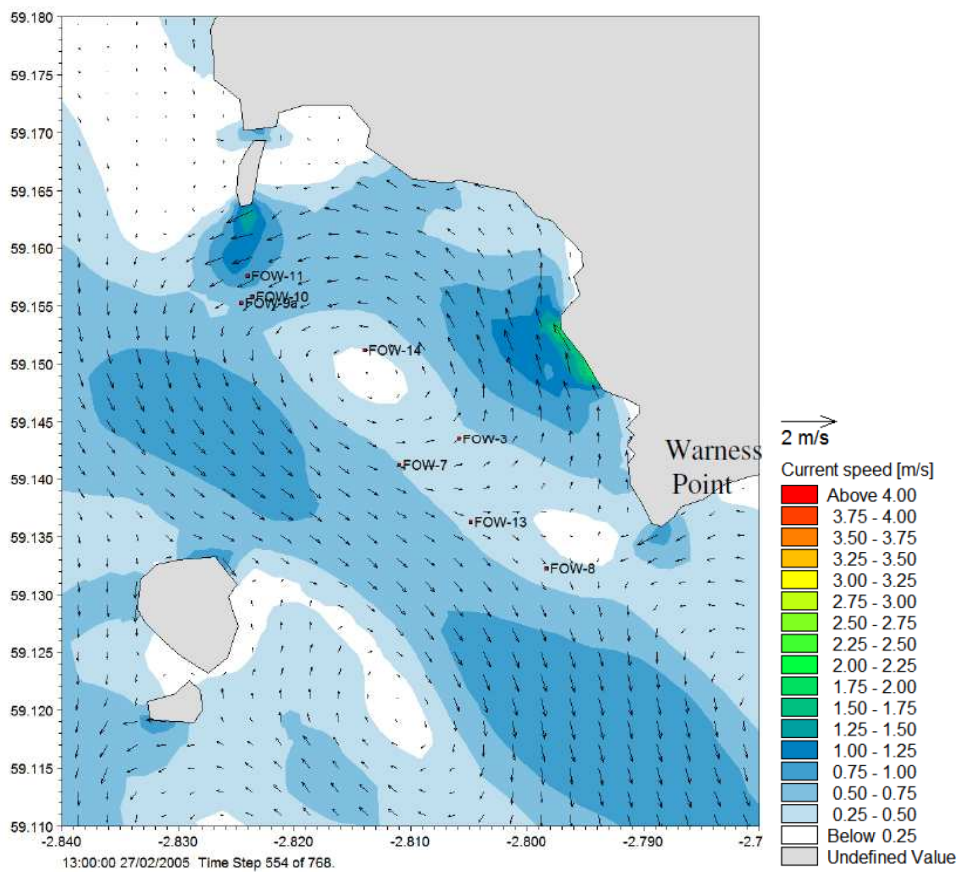 59.180
59.175
59.170
59.165
59.160
59.155
59.150
59.145
59.140
59.135
59.130
59.125
59.120
59.115
59.110
FOW-11
FOW-10
FOW-9a
FOW-14
FOW-3
FOW-7
FOW-13
FOW-8
Warness
Point
-2.840
-2.830
-2.820
-2.810
-2.800
-2.790
-2.7
13:00:00 27/02/2005 Time Step 554 of 768.
2 m/s
Current speed [m/s]
Above 4.00
3.75 - 4.00
3.50 - 3.75
3.25 - 3.50
3.00 - 3.25
2.75 - 3.00
2.50 - 2.75
2.25 - 2.50
2.00 - 2.25
1.75 - 2.00
1.50 - 1.75
1.25 - 1.50
1.00 - 1.25
0.75 - 1.00
0.50 - 0.75
0.25 - 0.50
Below 0.25
Undefined Value